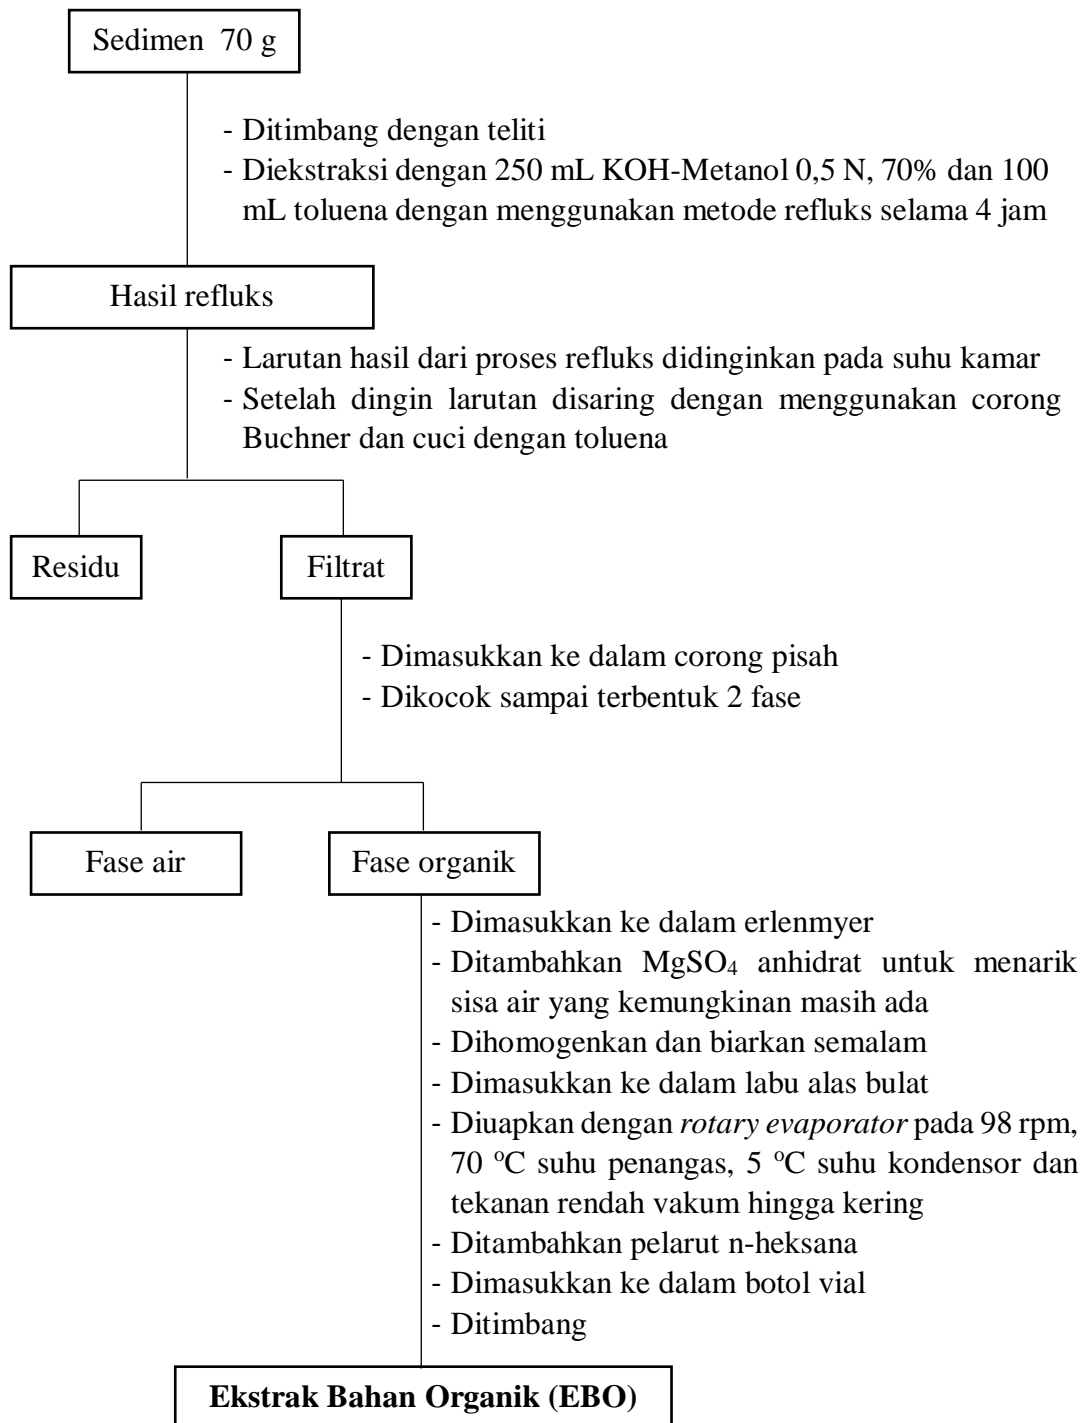 Sedimen 70 g
- Ditimbang dengan teliti
- Diekstraksi dengan 250 mL KOH-Metanol 0,5 N, 70% dan 100
mL toluena dengan menggunakan metode refluks selama 4 jam
Hasil refluks
- Larutan hasil dari proses refluks didinginkan pada suhu kamar
- Setelah dingin larutan disaring dengan menggunakan corong
Buchner dan cuci dengan toluena
Residu
Filtrat
- Dimasukkan ke dalam corong pisah
- Dikocok sampai terbentuk 2 fase
Fase air
Fase organik
- Dimasukkan ke dalam erlenmyer
- Ditambahkan MgSO₄ anhidrat untuk menarik
sisa air yang kemungkinan masih ada
- Dihomogenkan dan biarkan semalam
- Dimasukkan ke dalam labu alas bulat
- Diuapkan dengan rotary evaporator pada 98 rpm,
70 ºC suhu penangas, 5 ºC suhu kondensor dan
tekanan rendah vakum hingga kering
- Ditambahkan pelarut n-heksana
- Dimasukkan ke dalam botol vial
- Ditimbang
Ekstrak Bahan Organik (EBO)